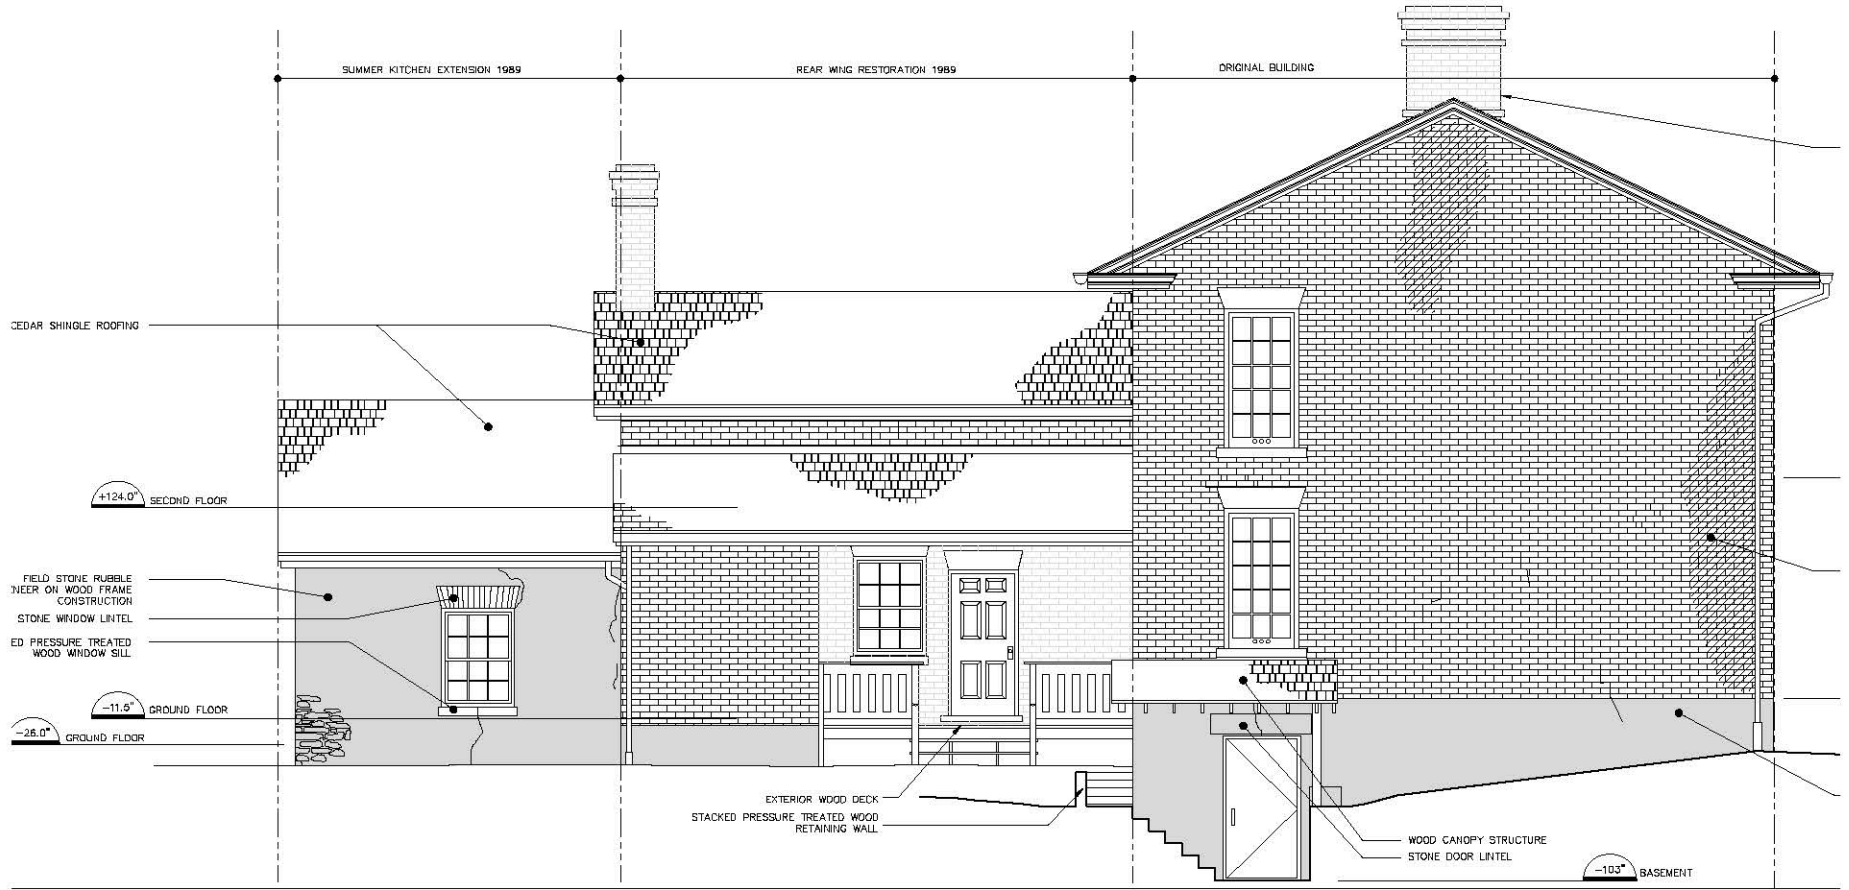 SUMMER KITCHEN EXTENSION 1989
REAR WING RESTORATION 1989
ORIGINAL BUILDING
CEDAR SHINGLE ROOFING
+124.0" SECOND FLOOR
FIELD STONE RUBBLE
NEER ON WOOD FRAME
CONSTRUCTION
STONE WINDOW LINTEL
ED PRESSURE TREATED
WOOD WINDOW SILL
-11.5" GROUND FLOOR
-26.0" GROUND FLOOR
EXTERIOR WOOD DECK
STACKED PRESSURE TREATED WOOD
RETAINING WALL
WOOD CANOPY STRUCTURE
STONE DOOR LINTEL
-103" BASEMENT